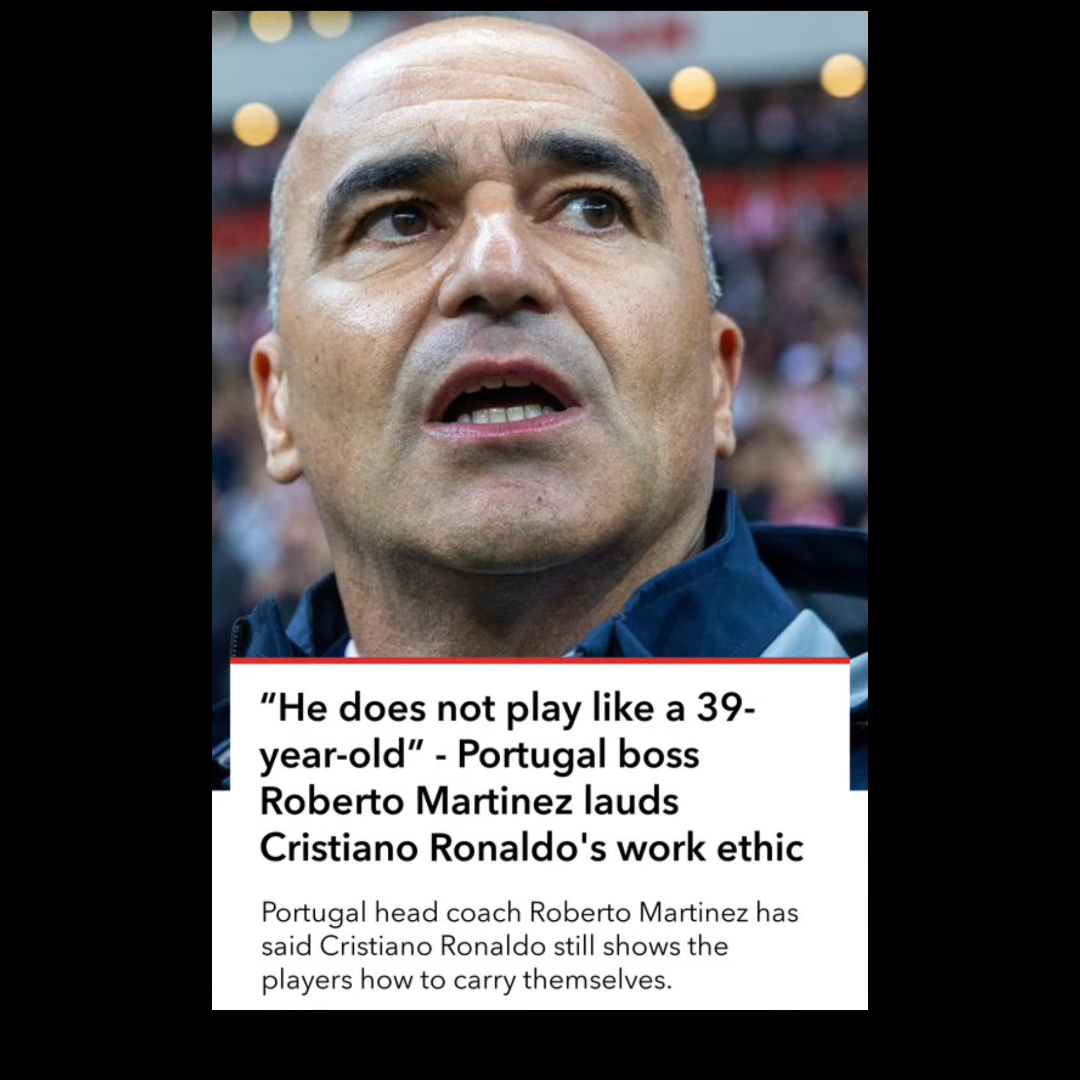 “He does not play like a 39-
year-old” - Portugal boss
Roberto Martinez lauds
Cristiano Ronaldo's work ethic
Portugal head coach Roberto Martinez has
said Cristiano Ronaldo still shows the
players how to carry themselves.